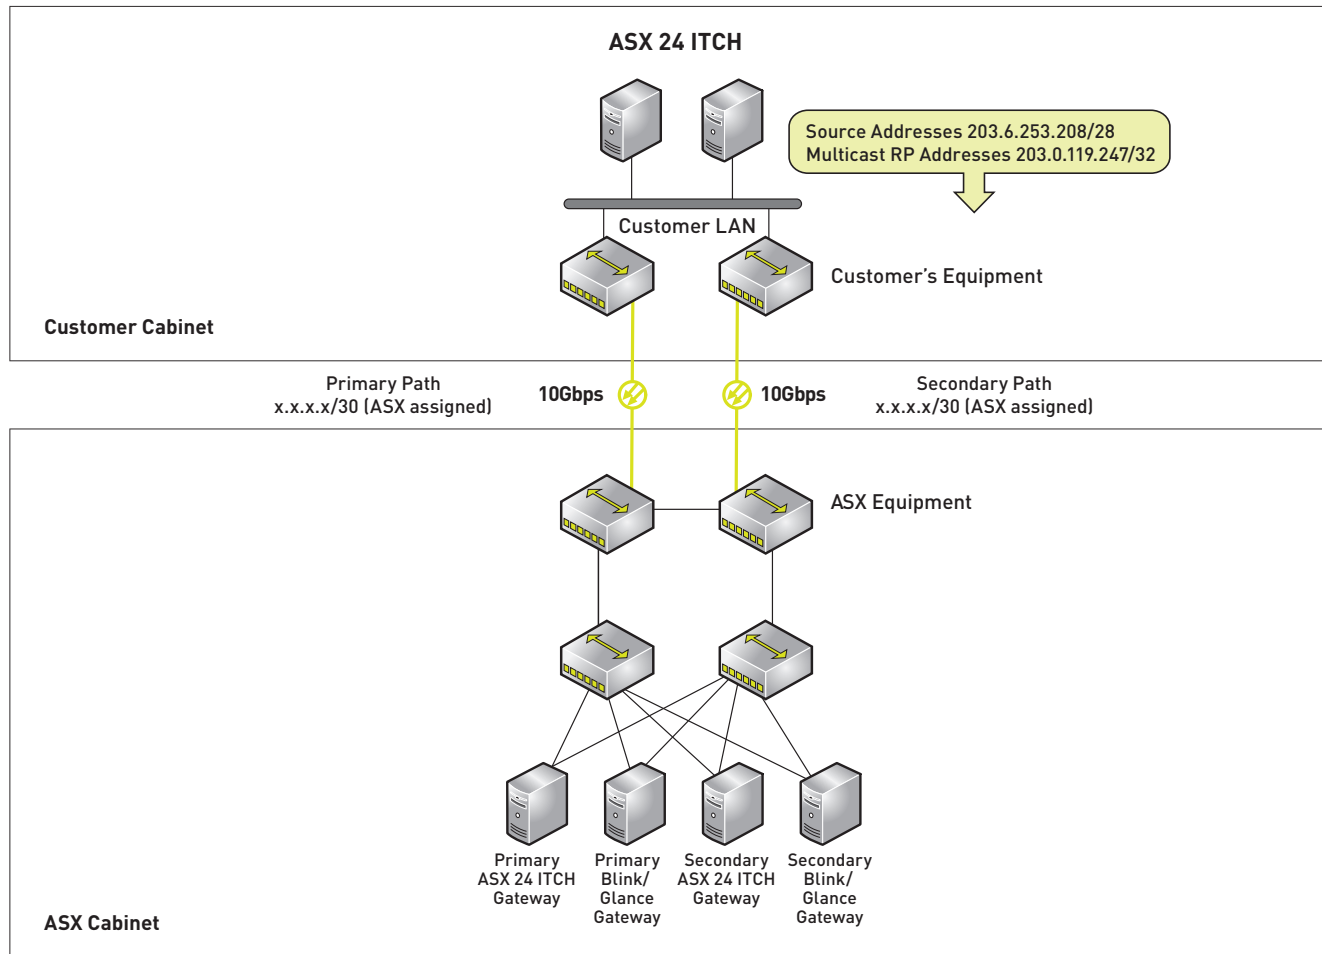 ASX 24 ITCH
Source Addresses 203.6.253.208/28
Multicast RP Addresses 203.0.119.247/32
Customer LAN
Customer's Equipment
Customer Cabinet
Primary Path
x.x.x.x/30 (ASX assigned)
10Gbps
10Gbps
Secondary Path
x.x.x.x/30 (ASX assigned)
ASX Equipment
Primary
ASX 24 ITCH
Gateway
Primary
Blink/
Glance
Gateway
Secondary
ASX 24 ITCH
Gateway
Secondary
Blink/
Glance
Gateway
ASX Cabinet